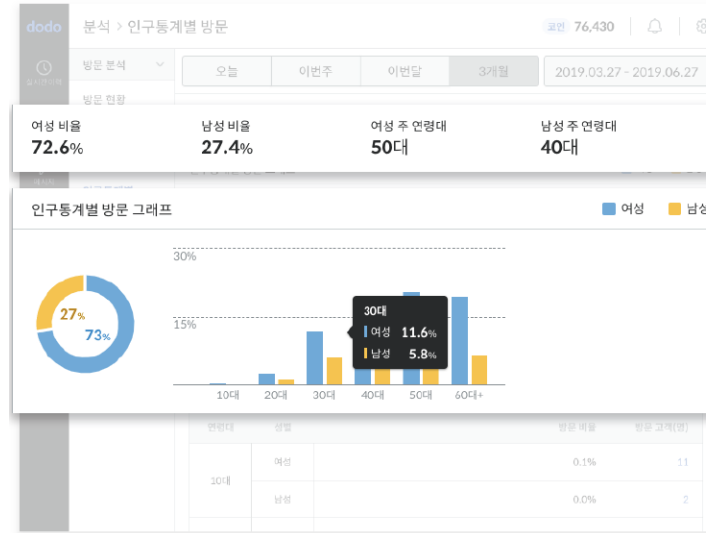 dodo 분석 > 인구통계별 방문 코인 76,430
방문 분석 오늘 이번주 이번달 3개월 2019.03.27 - 2019.06.27
방문 현황
여성 비율 남성 비율 여성 주 연령대 남성 주 연령대
72.6% 27.4% 50대 40대
인구통계별 방문 그래프 여성 남성
30%
15%
27%
73%
30대
여성 11.6%
남성 5.8%
10대 20대 30대 40대 50대 60대+
연령대 성별 방문 비율 방문 고객(명)
10대
여성 0.1% 11
남성 0.0% 2